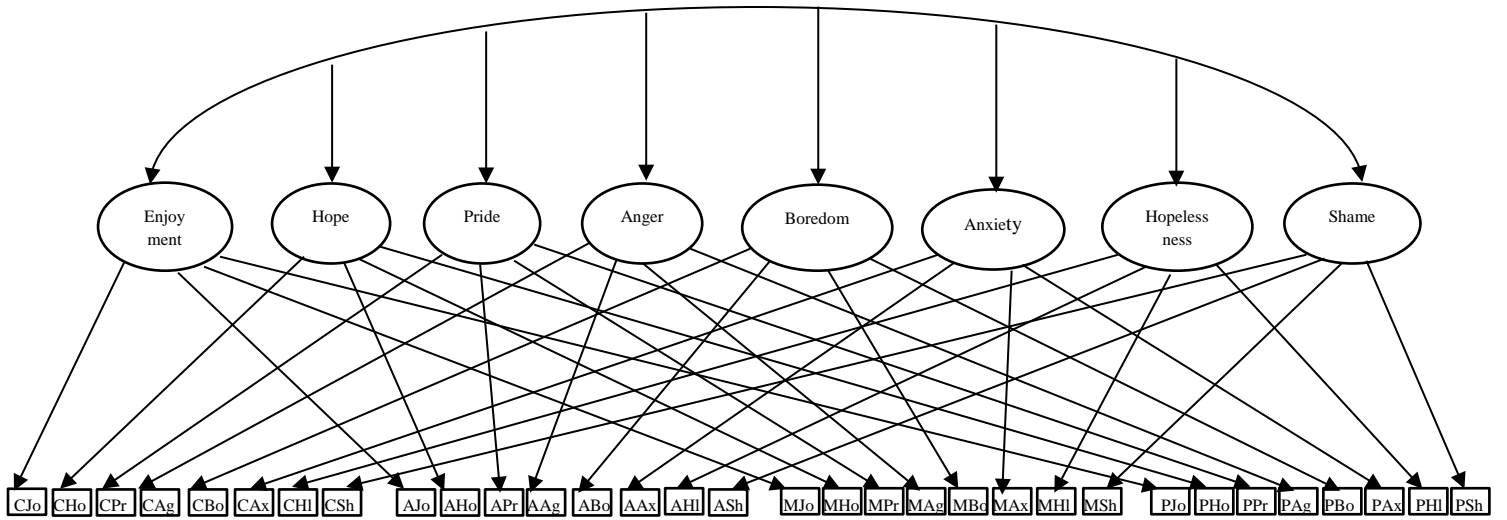 Enjoy
ment
Hope
Pride
Anger
Boredom
Anxiety
Hopeless
ness
Shame
CJo CHo CPr CAg CBo CAx CHl CSh AJo AHo APr AAg ABo AAx AHl ASh MJo MHo MPr MAg MBo MAx MHl MSh PJo PHo PPr PAg PBo PAx PHl PSh